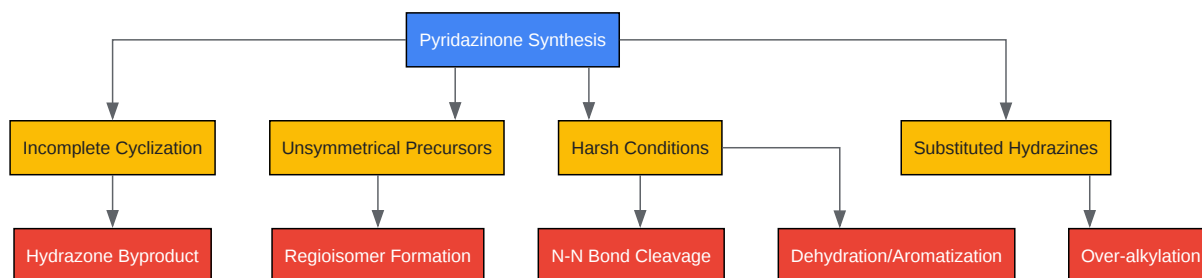 Pyridazinone Synthesis
Incomplete Cyclization
Unsymmetrical Precursors
Harsh Conditions
Substituted Hydrazines
Hydrazone Byproduct
Regioisomer Formation
N-N Bond Cleavage
Dehydration/Aromatization
Over-alkylation